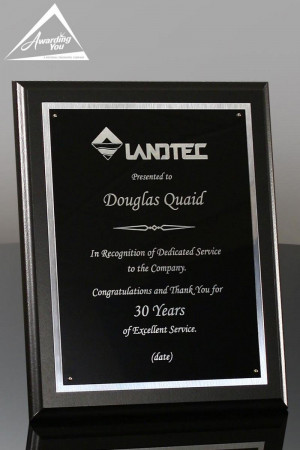 Awarding
You
LANDTEC
Presented to
Douglas Quaid
In Recognition of Dedicated Service
to the Company.
Congratulations and Thank You for
30 Years
of Excellent Service.
(date)